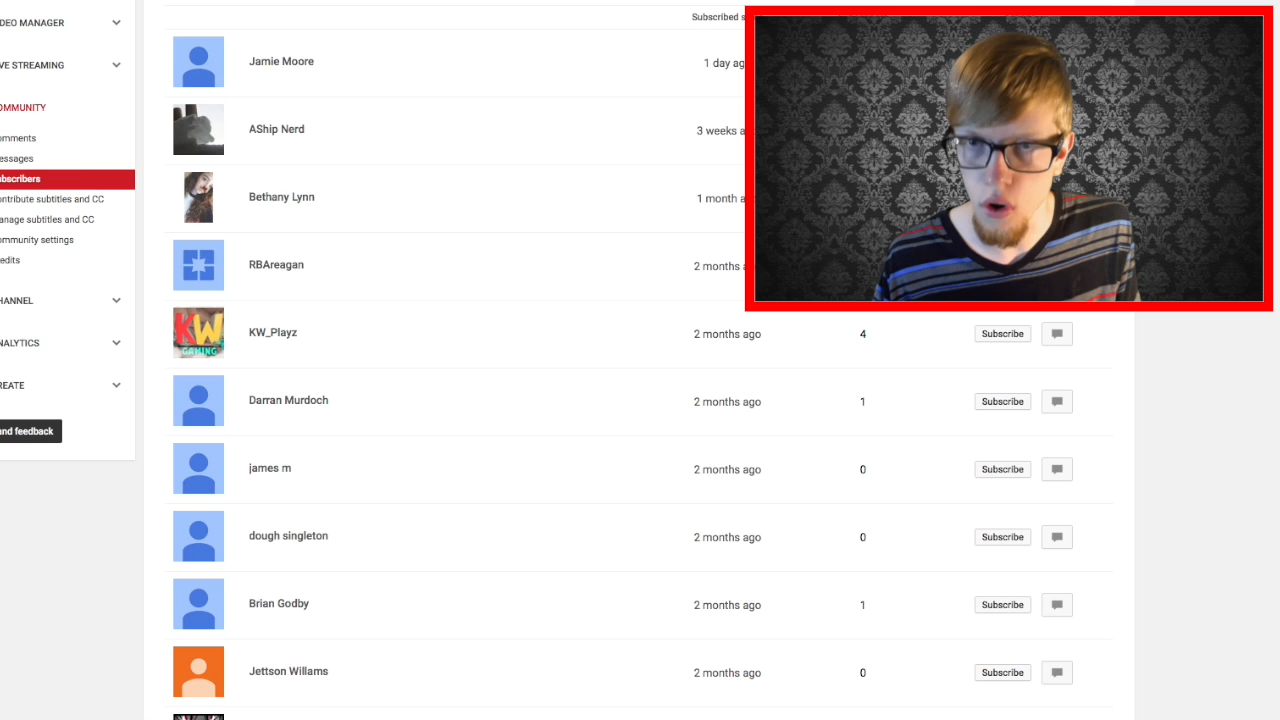 DEO MANAGER
VE STREAMING
OMMUNITY
omments
essages
ubscribers
ontribute subtitles and CC
anage subtitles and CC
ommunity settings
edits
HANNEL
NALYTICS
REATE
and feedback
Subscribed s
Jamie Moore 1 day ag
AShip Nerd 3 weeks a
Bethany Lynn 1 month a
RBAreagan 2 months a
KW GAMING
KW_Playz 2 months ago 4 Subscribe
Darran Murdoch 2 months ago 1 Subscribe
james m 2 months ago 0 Subscribe
dough singleton 2 months ago 0 Subscribe
Brian Godby 2 months ago 1 Subscribe
Jettson Willams 2 months ago 0 Subscribe